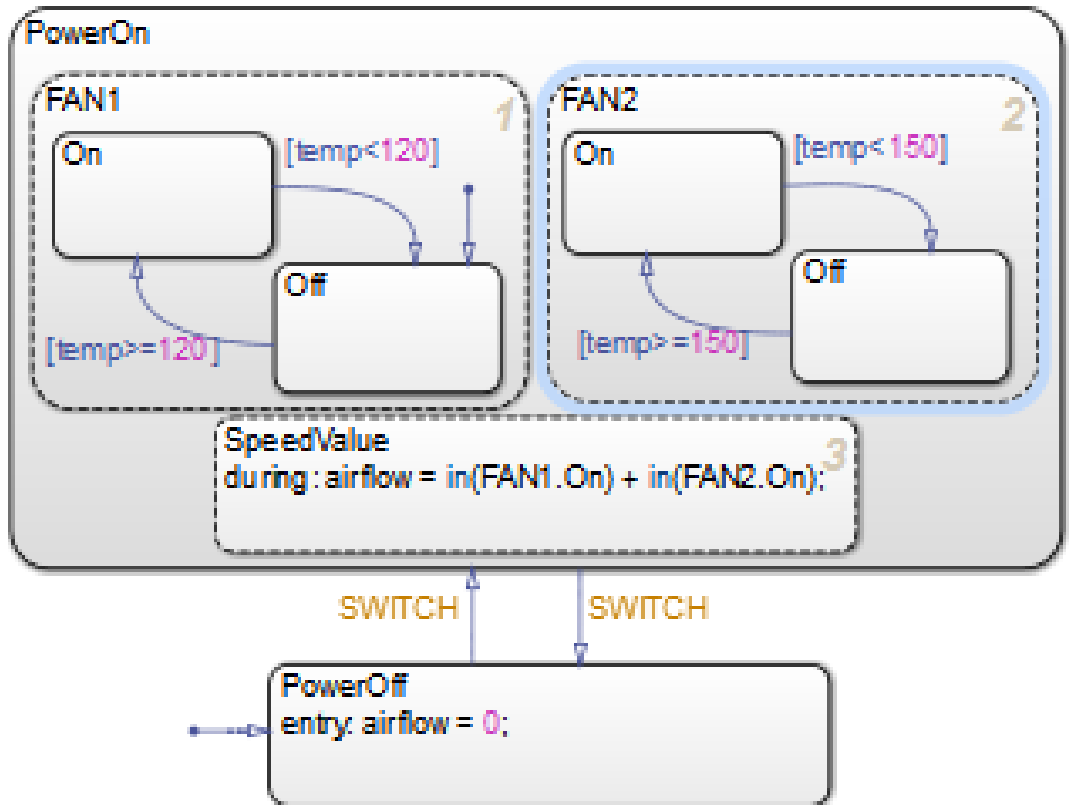 PowerOn
FAN1
1
On
[temp<120]
Off
[temp>=120]
FAN2
2
On
[temp<150]
Off
[temp>=150]
SpeedValue
3
during: airflow = in(FAN1.On) + in(FAN2.On);
SWITCH
SWITCH
PowerOff
entry: airflow = 0;